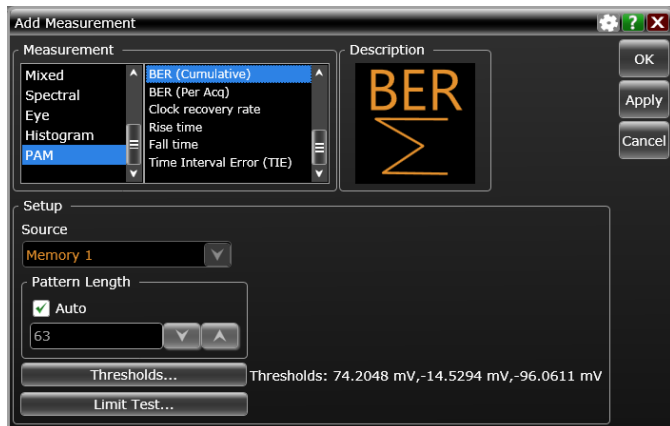 Add Measurement
?
X
Measurement
Mixed
Spectral
Eye
Histogram
PAM
BER (Cumulative)
BER (Per Acq)
Clock recovery rate
Rise time
Fall time
Time Interval Error (TIE)
Description
BER
Σ
OK
Apply
Cancel
Setup
Source
Memory 1
Pattern Length
Auto
63
Thresholds...
Thresholds: 74.2048 mV,-14.5294 mV,-96.0611 mV
Limit Test...